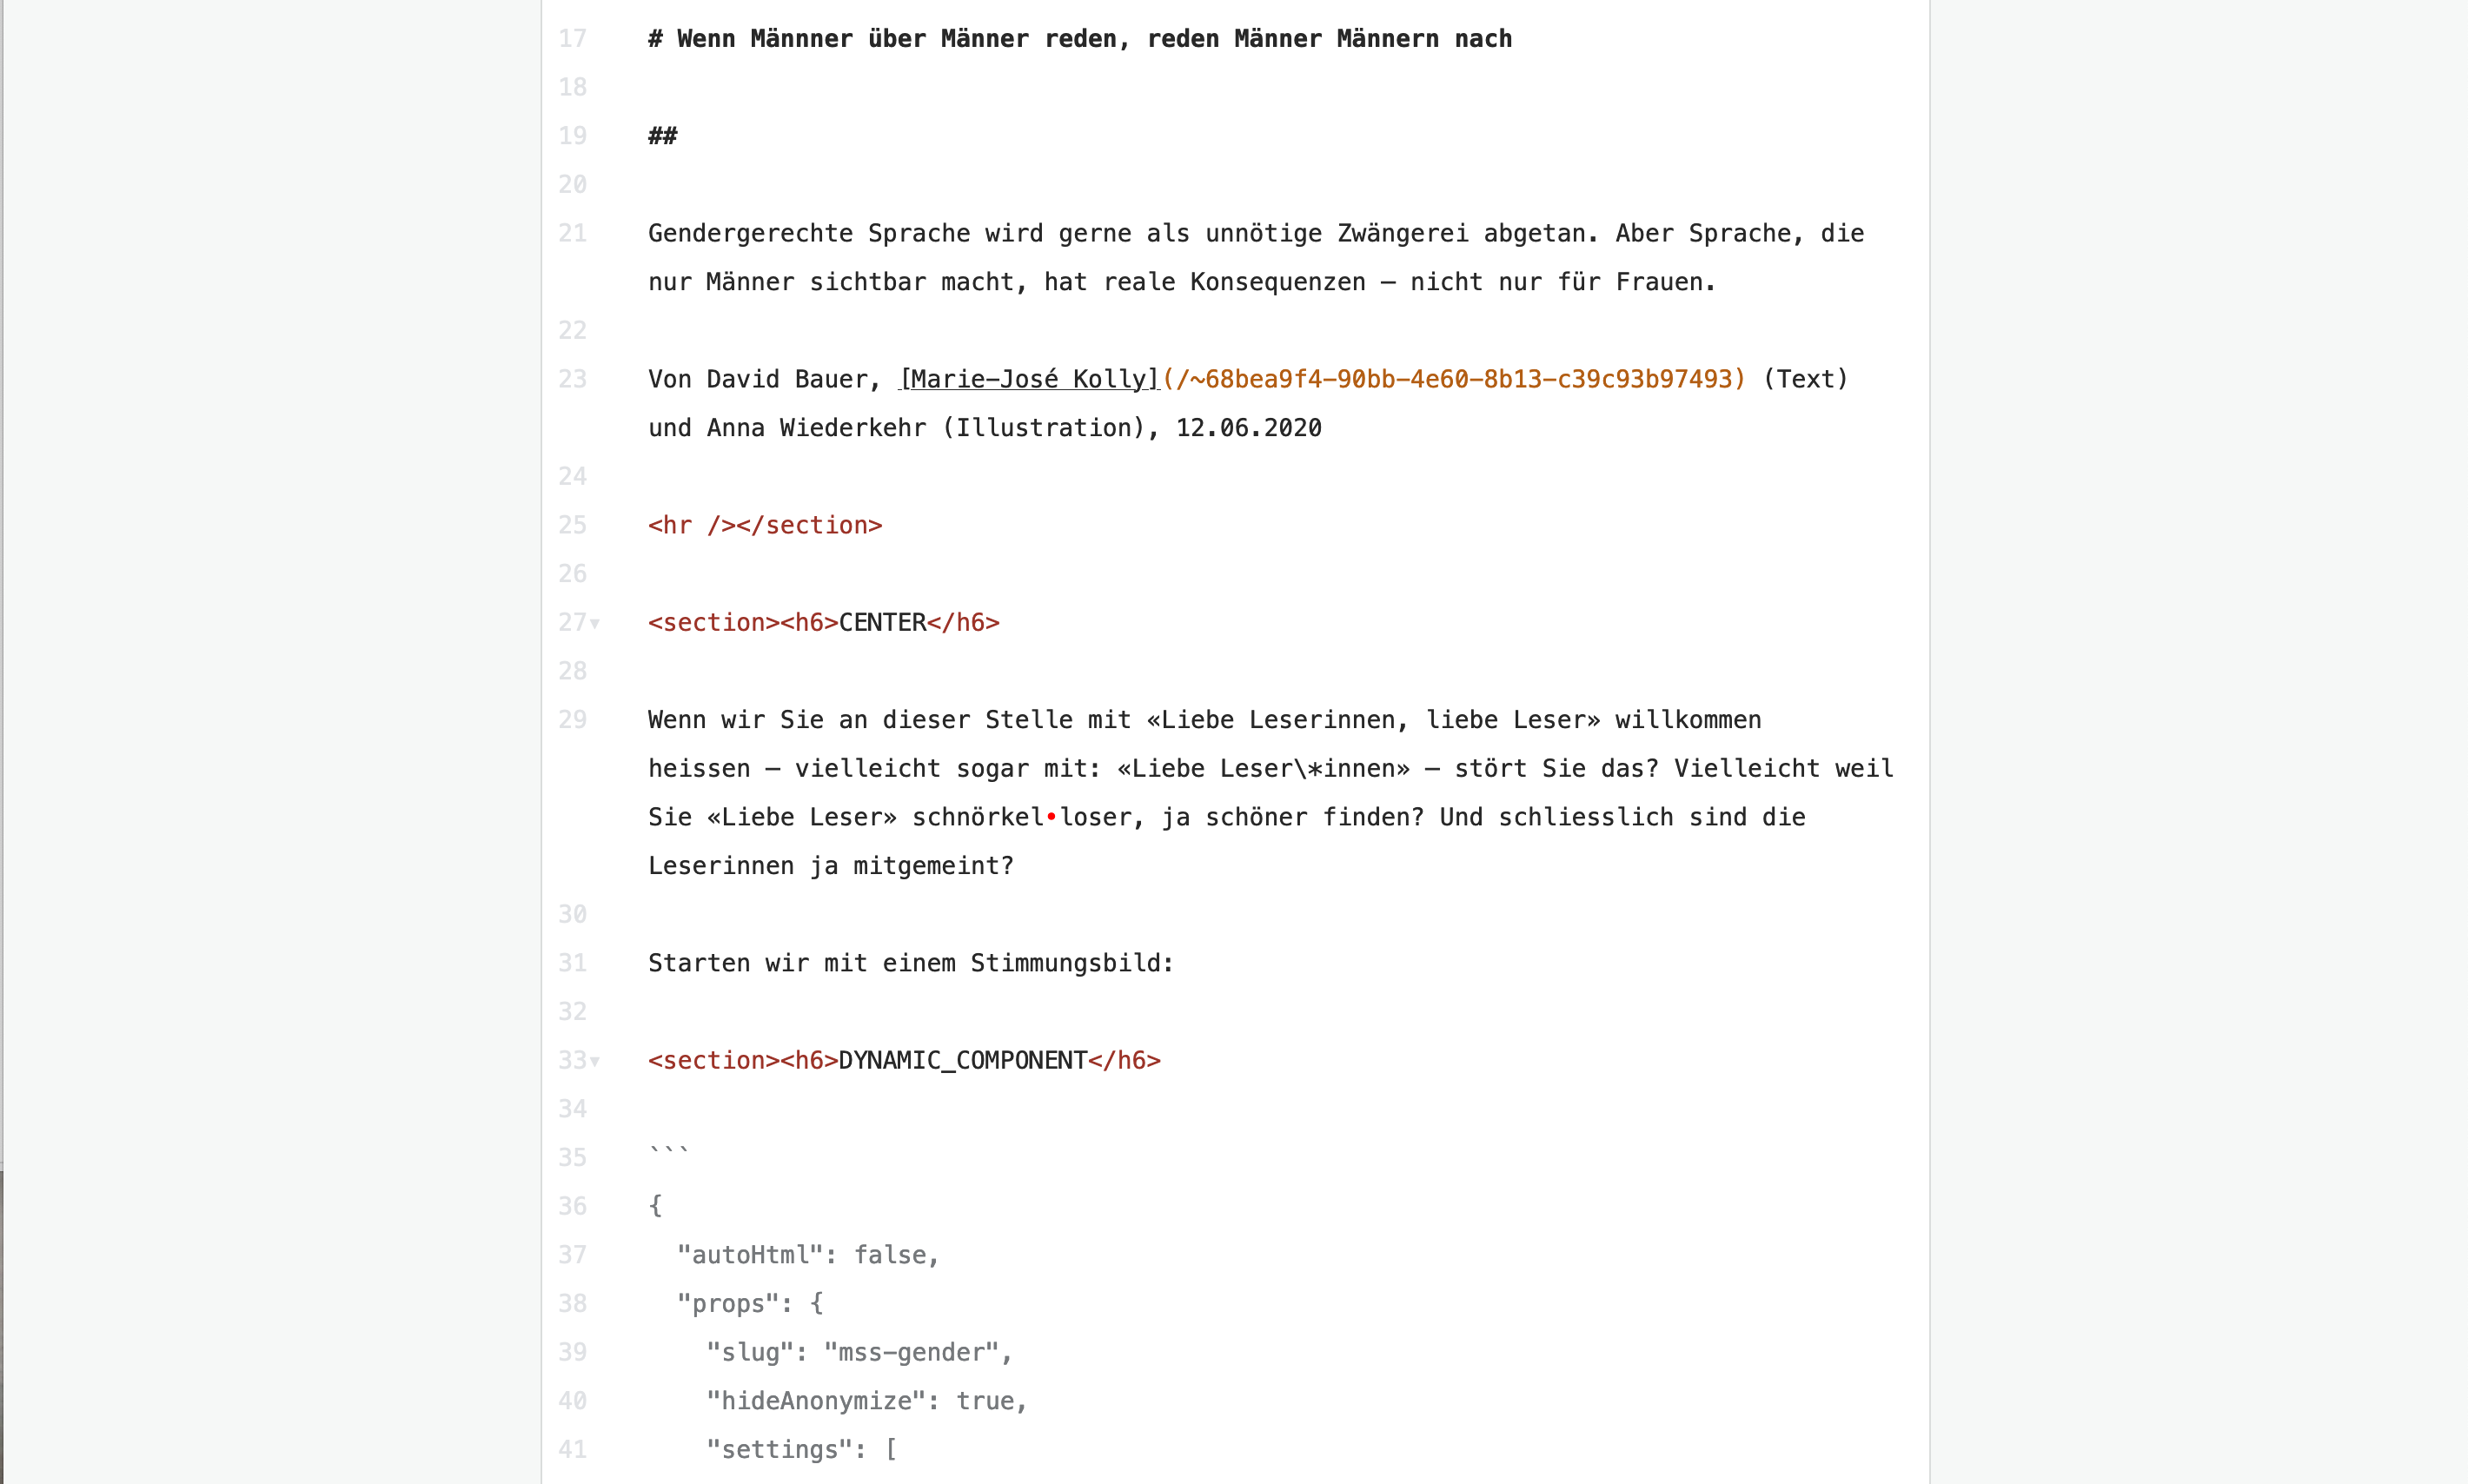 17 # Wenn Männner über Männer reden, reden Männer Männern nach
18
19 ##
20
21 Gendergerechte Sprache wird gerne als unnötige Zwängerei abgetan. Aber Sprache, die
nur Männer sichtbar macht, hat reale Konsequenzen – nicht nur für Frauen.
22
23 Von David Bauer, [Marie-José Kolly](/~68bea9f4-90bb-4e60-8b13-c39c93b97493) (Text)
und Anna Wiederkehr (Illustration), 12.06.2020
24
25 <hr /></section>
26
27▼ <section><h6>CENTER</h6>
28
29 Wenn wir Sie an dieser Stelle mit «Liebe Leserinnen, liebe Leser» willkommen
heissen – vielleicht sogar mit: «Liebe Leser\*innen» – stört Sie das? Vielleicht weil
Sie «Liebe Leser» schnörkel•loser, ja schöner finden? Und schliesslich sind die
Leserinnen ja mitgemeint?
30
31 Starten wir mit einem Stimmungsbild:
32
33▼ <section><h6>DYNAMIC_COMPONENT</h6>
34
35 ```
36 {
37   "autoHtml": false,
38   "props": {
39     "slug": "mss-gender",
40     "hideAnonymize": true,
41     "settings": [